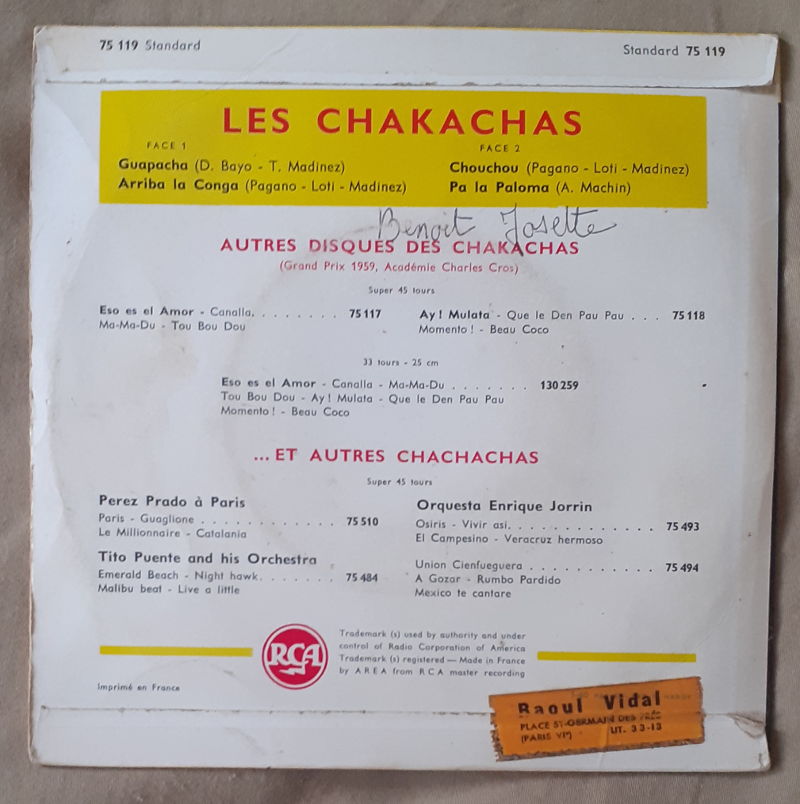 75 119 Standard
Standard 75 119
LES CHAKACHAS
FACE 1
Guapacha (D. Bayo - T. Madinez)
Arriba la Conga (Pagano - Loti - Madinez)
FACE 2
Chouchou (Pagano - Loti - Madinez)
Pa la Paloma (A. Machin)
Benoit Josette
AUTRES DISQUES DES CHAKACHAS
(Grand Prix 1959, Académie Charles Cros)
Super 45 tours
Eso es el Amor - Canalla. . . . . . . . 75 117
Ma-Ma-Du - Tou Bou Dou
Ay ! Mulata - Que le Den Pau Pau . . . 75 118
Momento ! - Beau Coco
33 tours - 25 cm
Eso es el Amor - Canalla - Ma-Ma-Du . . . . . . . 130 259
Tou Bou Dou - Ay ! Mulata - Que le Den Pau Pau
Momento ! - Beau Coco
... ET AUTRES CHACHACHAS
Super 45 tours
Perez Prado à Paris
Paris - Guaglione . . . . . . . . . . . . 75 510
Le Millionnaire - Catalania
Tito Puente and his Orchestra
Emerald Beach - Night hawk. . . . . . . 75 484
Malibu beat - Live a little
Orquesta Enrique Jorrin
Osiris - Vivir asi. . . . . . . . . . . . . 75 493
El Campesino - Veracruz hermoso
Union Cienfueguera . . . . . . . . . . . 75 494
A Gozar - Rumbo Pardido
Mexico te cantare
RCA
Trademark (s) used by authority and under
control of Radio Corporation of America
Trademark (s) registered — Made in France
by A R E A from R C A master recording
Imprimé en France
Raoul Vidal
PLACE ST-GERMAIN DES
(PARIS VIe) LIT. 33-13